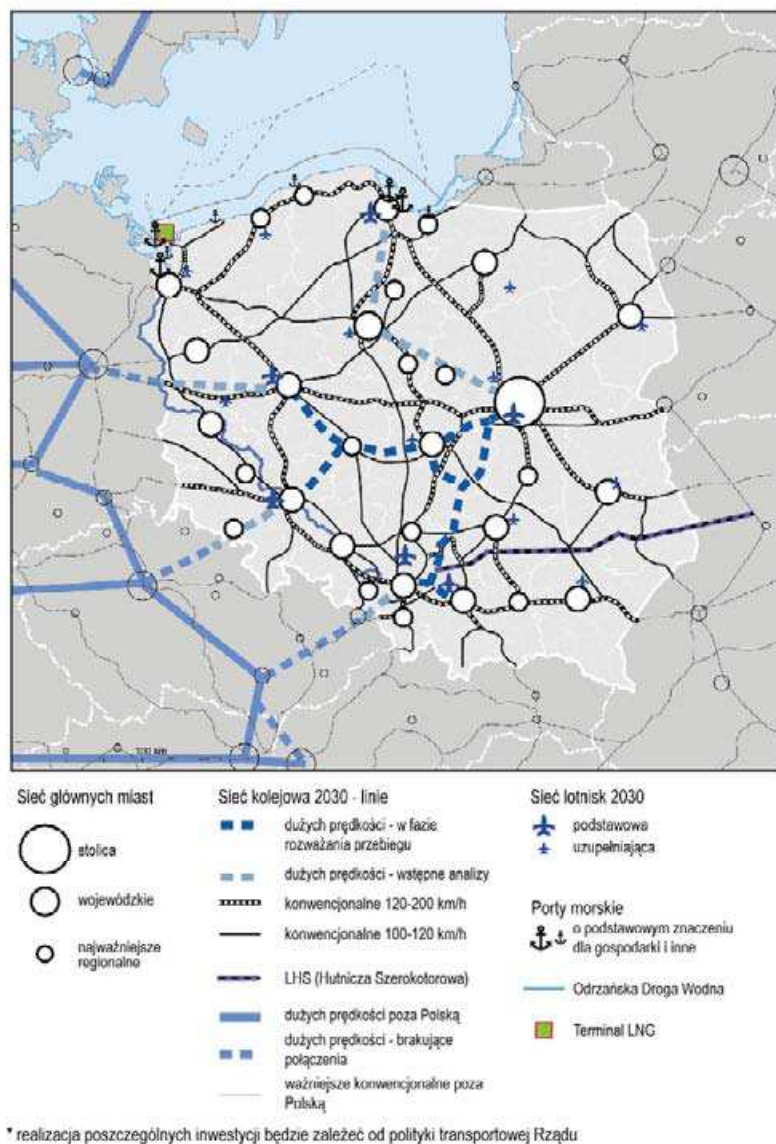 100 km
Sieć głównych miast
stolica
wojewódzkie
najważniejsze
regionalne
Sieć kolejowa 2030 - linie
dużych prędkości - w fazie
rozważania przebiegu
dużych prędkości - wstępne analizy
konwencjonalne 120-200 km/h
konwencjonalne 100-120 km/h
LHS (Hutnicza Szerokotorowa)
dużych prędkości poza Polską
dużych prędkości - brakujące
połączenia
ważniejsze konwencjonalne poza
Polską
Sieć lotnisk 2030
podstawowa
uzupełniająca
Porty morskie
o podstawowym znaczeniu
dla gospodarki i inne
Odrzańska Droga Wodna
Terminal LNG
* realizacja poszczególnych inwestycji będzie zależeć od polityki transportowej Rządu